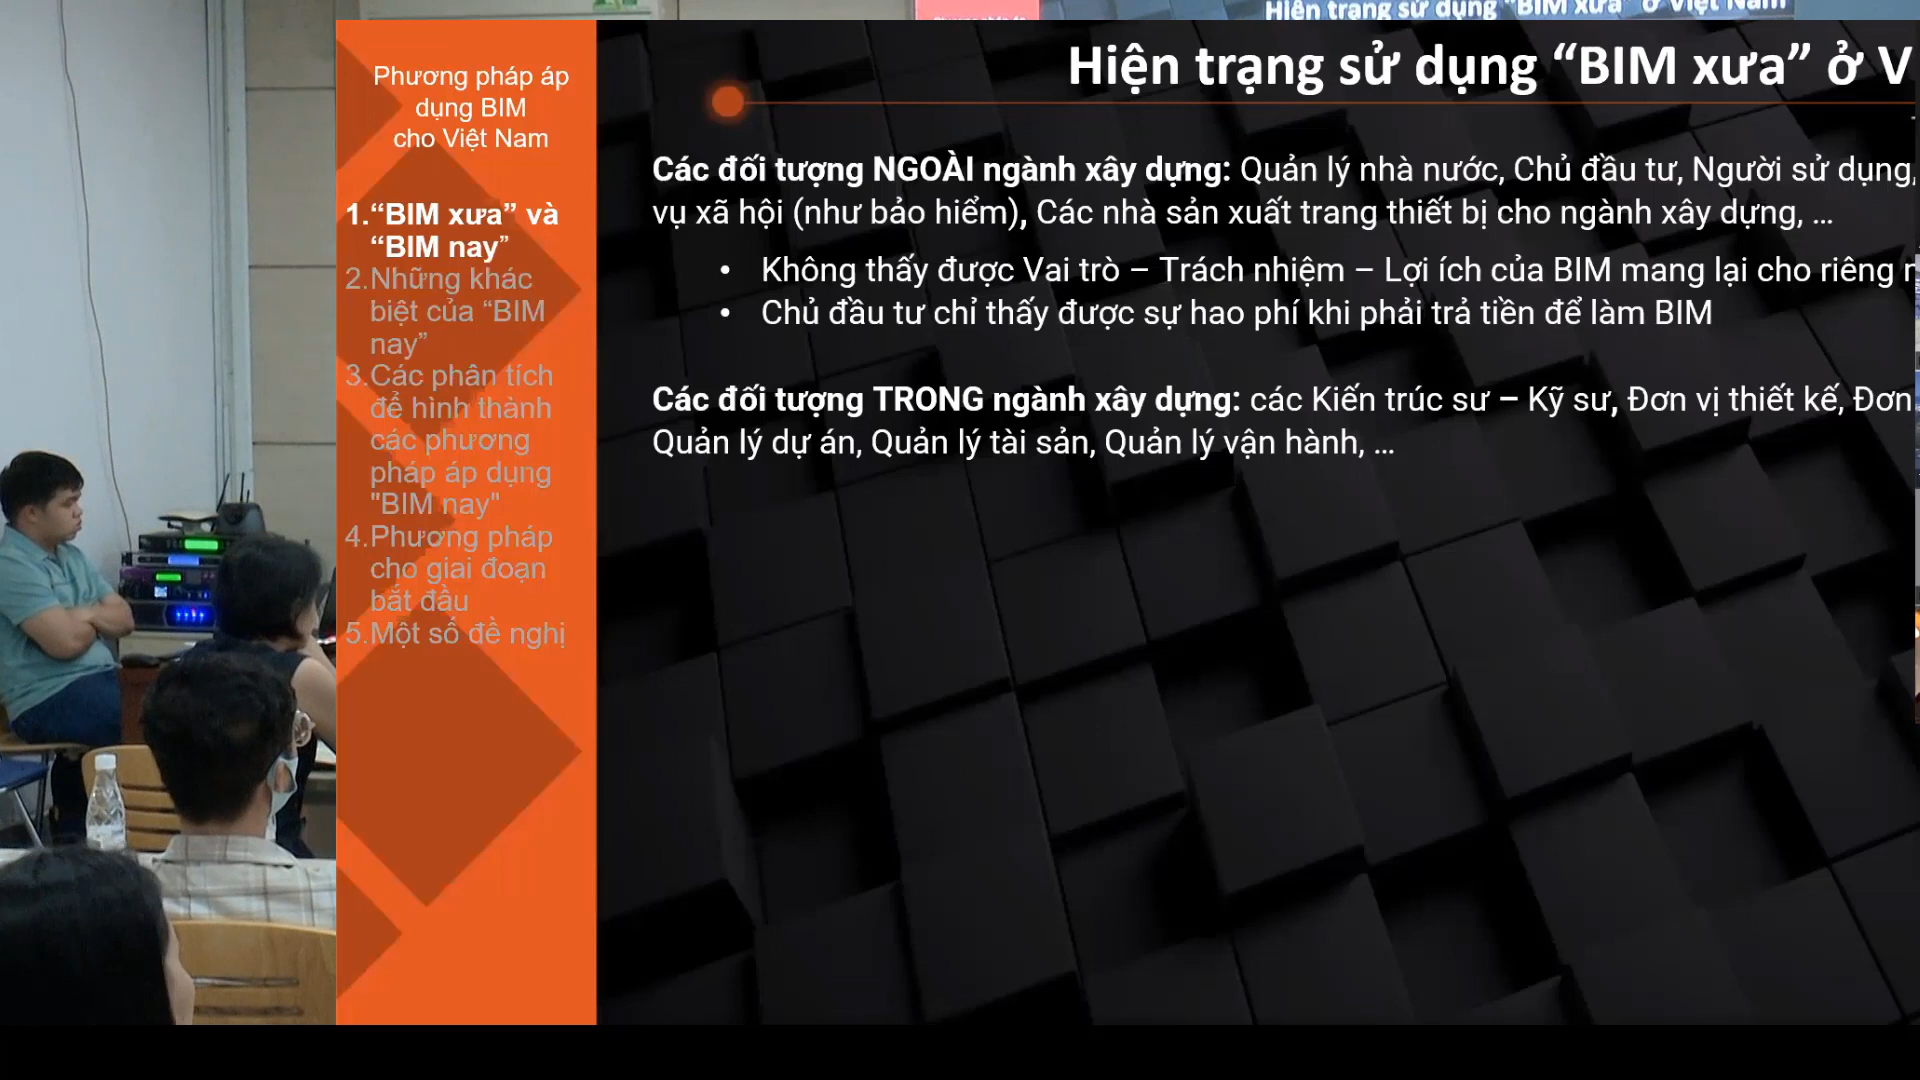 Hiện trạng sử dụng “BIM xưa” ở Việt Nam
Phương pháp áp
dụng BIM
cho Việt Nam
1.“BIM xưa” và
“BIM nay”
2.Những khác
biệt của “BIM
nay”
3.Các phân tích
để hình thành
các phương
pháp áp dụng
"BIM nay"
4.Phương pháp
cho giai đoạn
bắt đầu
5.Một số đề nghị
Hiện trạng sử dụng “BIM xưa” ở V
Các đối tượng NGOÀI ngành xây dựng: Quản lý nhà nước, Chủ đầu tư, Người sử dụng,
vụ xã hội (như bảo hiểm), Các nhà sản xuất trang thiết bị cho ngành xây dựng, ...
• Không thấy được Vai trò – Trách nhiệm – Lợi ích của BIM mang lại cho riêng
• Chủ đầu tư chỉ thấy được sự hao phí khi phải trả tiền để làm BIM
Các đối tượng TRONG ngành xây dựng: các Kiến trúc sư – Kỹ sư, Đơn vị thiết kế, Đơn
Quản lý dự án, Quản lý tài sản, Quản lý vận hành, ...